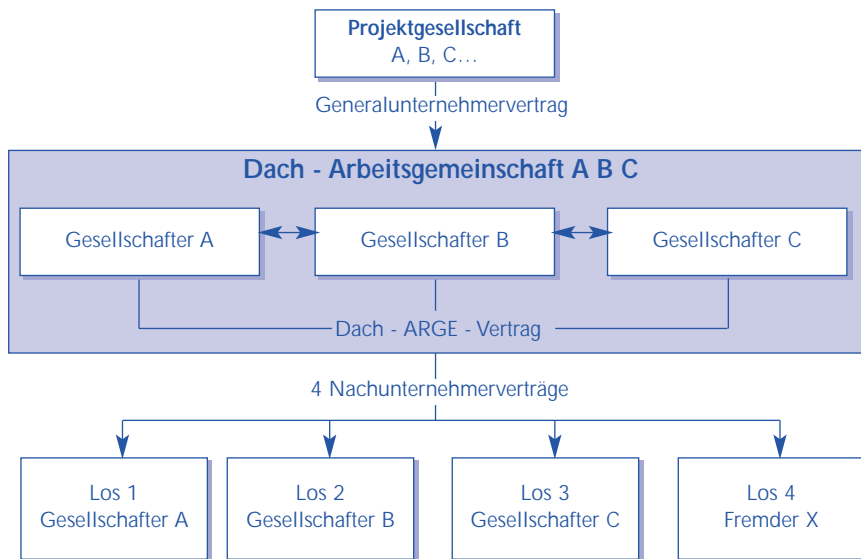 Projektgesellschaft
A, B, C…
Generalunternehmervertrag
Dach - Arbeitsgemeinschaft A B C
Gesellschafter A
Gesellschafter B
Gesellschafter C
Dach - ARGE - Vertrag
4 Nachunternehmerverträge
Los 1
Gesellschafter A
Los 2
Gesellschafter B
Los 3
Gesellschafter C
Los 4
Fremder X